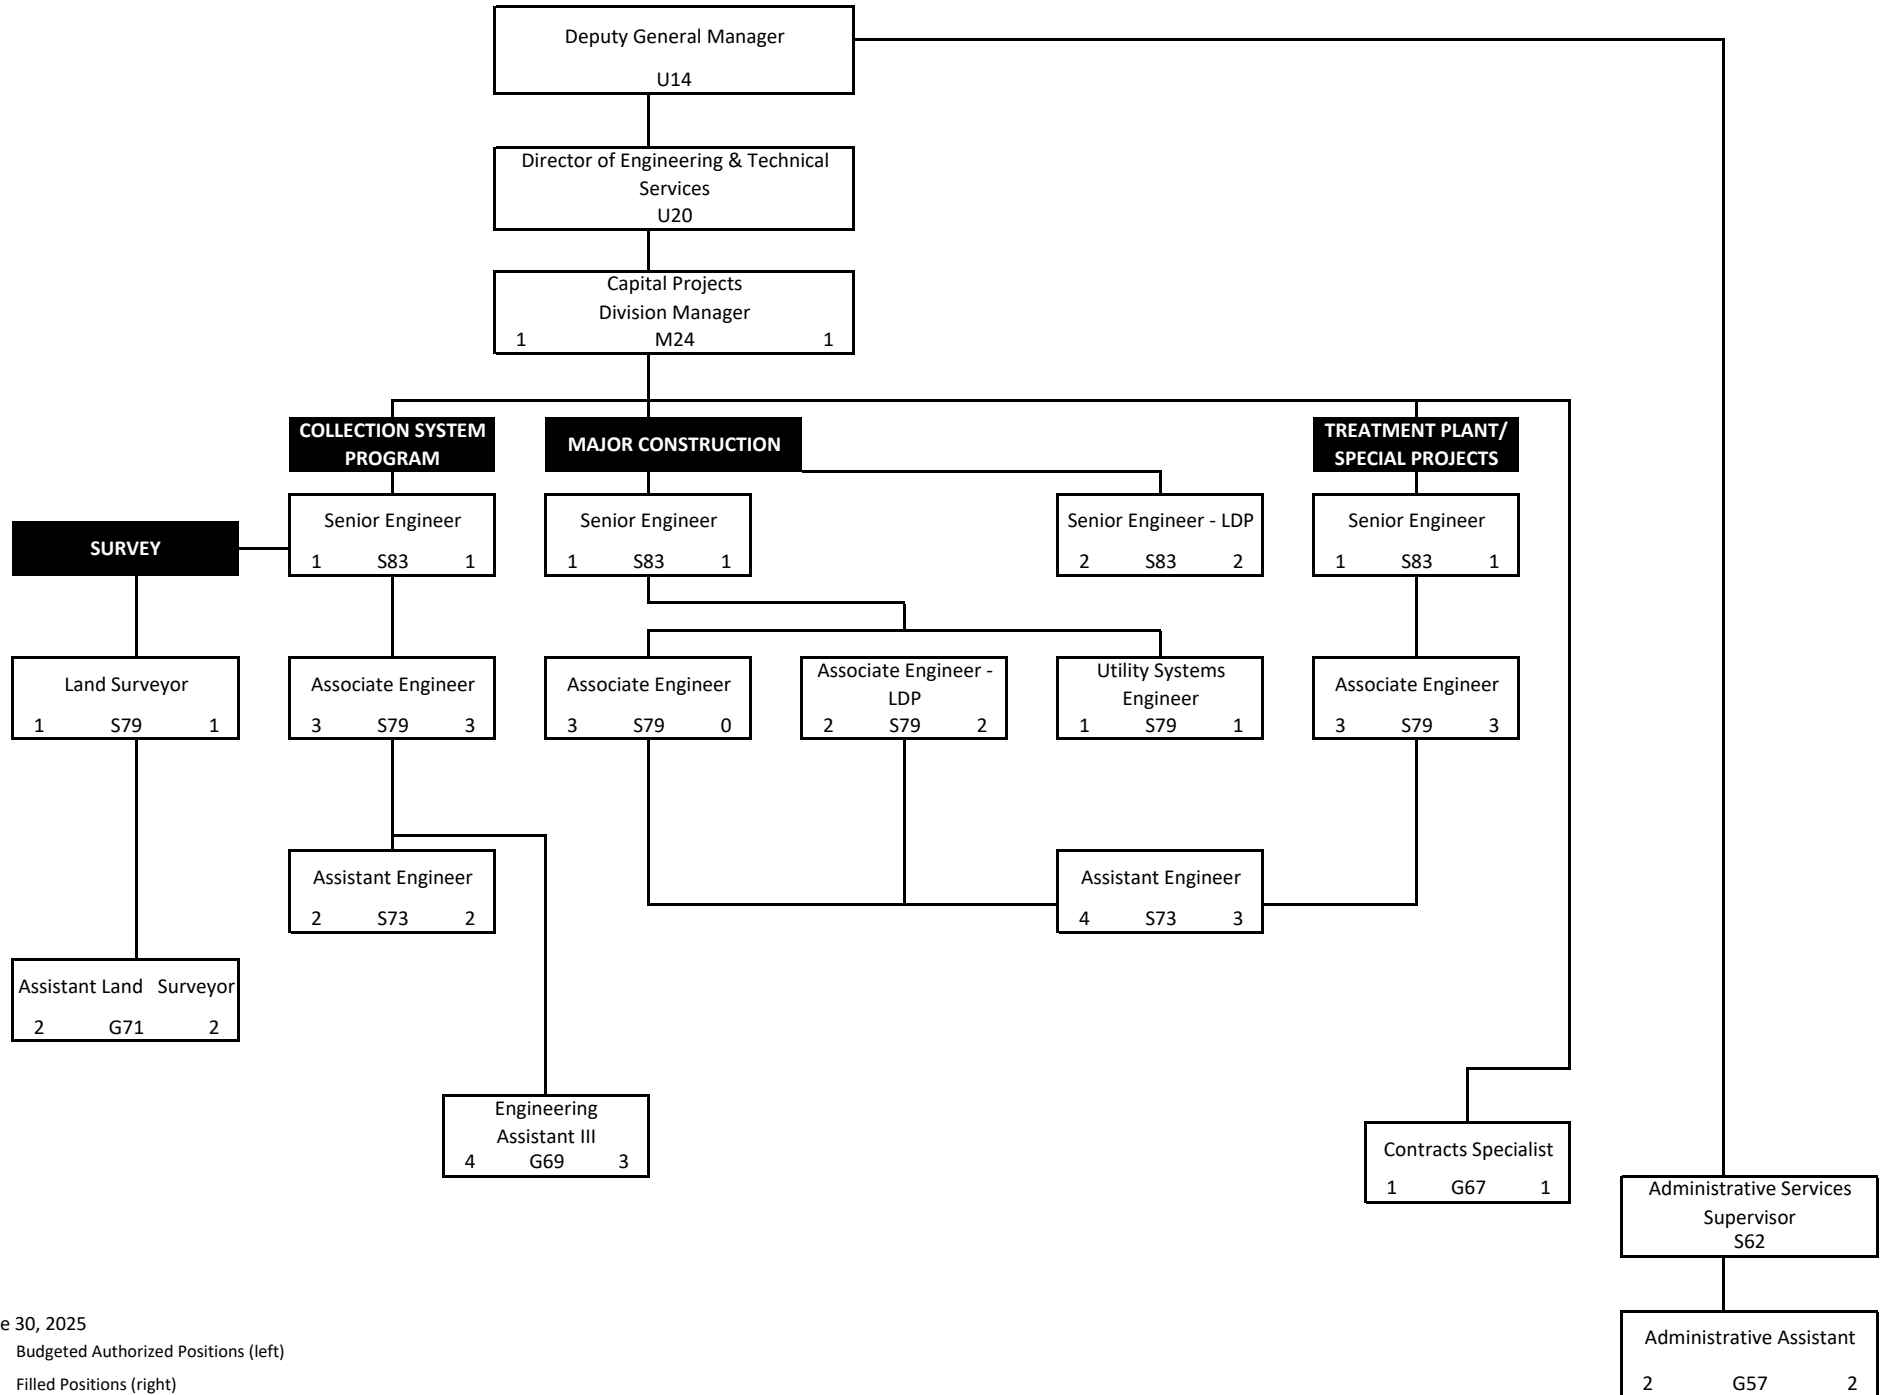 Deputy General Manager
U14
Director of Engineering & Technical
Services
U20
Capital Projects
Division Manager
1 M24 1
COLLECTION SYSTEM
PROGRAM
MAJOR CONSTRUCTION
TREATMENT PLANT/
SPECIAL PROJECTS
SURVEY
Senior Engineer
1 S83 1
Senior Engineer
1 S83 1
Senior Engineer - LDP
2 S83 2
Senior Engineer
1 S83 1
Land Surveyor
1 S79 1
Associate Engineer
3 S79 3
Associate Engineer
3 S79 0
Associate Engineer -
LDP
2 S79 2
Utility Systems
Engineer
1 S79 1
Associate Engineer
3 S79 3
Assistant Engineer
2 S73 2
Assistant Engineer
4 S73 3
Assistant Land Surveyor
2 G71 2
Engineering
Assistant III
4 G69 3
Contracts Specialist
1 G67 1
Administrative Services
Supervisor
S62
Administrative Assistant
2 G57 2
e 30, 2025
Budgeted Authorized Positions (left)
Filled Positions (right)